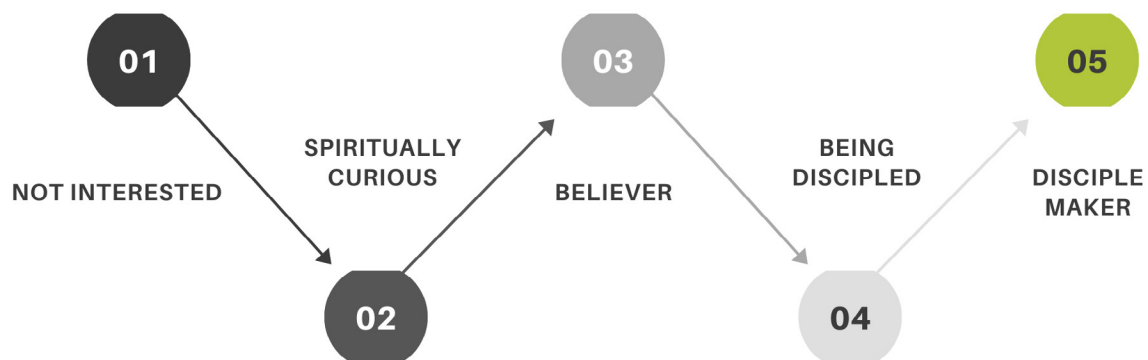 01
NOT INTERESTED
02
SPIRITUALLY
CURIOUS
03
BELIEVER
04
BEING
DISCIPLED
05
DISCIPLE
MAKER